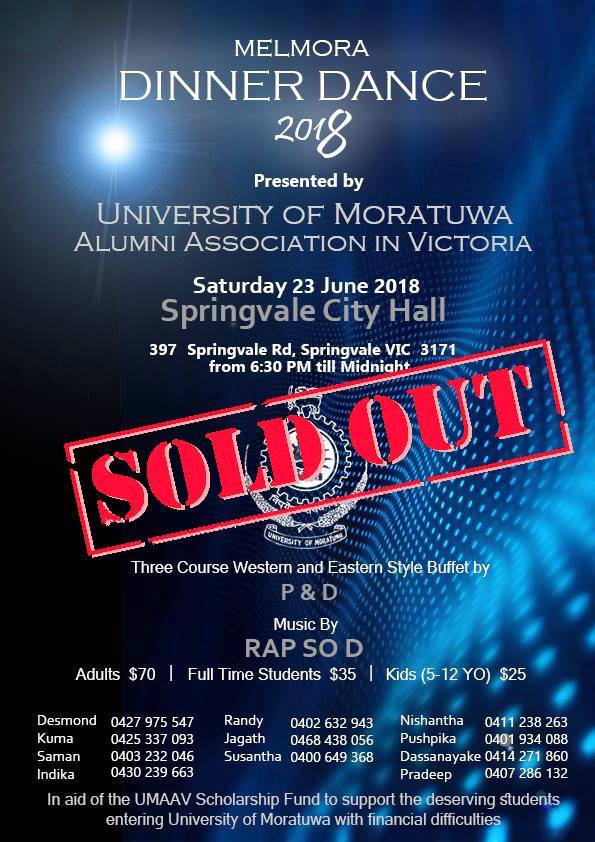 MELMORA
DINNER DANCE
2018
Presented by
UNIVERSITY OF MORATUWA
ALUMNI ASSOCIATION IN VICTORIA
Saturday 23 June 2018
Springvale City Hall
397 Springvale Rd, Springvale VIC 3171
from 6:30 PM till Midnight
SOLD OUT
UNIVERSITY OF MORATUWA
Three Course Western and Eastern Style Buffet by
P & D
Music By
RAP SO D
Adults $70 | Full Time Students $35 | Kids (5-12 YO) $25
Desmond 0427 975 547 Randy 0402 632 943 Nishantha 0411 238 263
Kuma 0425 337 093 Jagath 0468 438 056 Pushpika 0401 934 088
Saman 0403 232 046 Susantha 0400 649 368 Dassanayake 0414 271 860
Indika 0430 239 663 Pradeep 0407 286 132
In aid of the UMAAV Scholarship Fund to support the deserving students
entering University of Moratuwa with financial difficulties